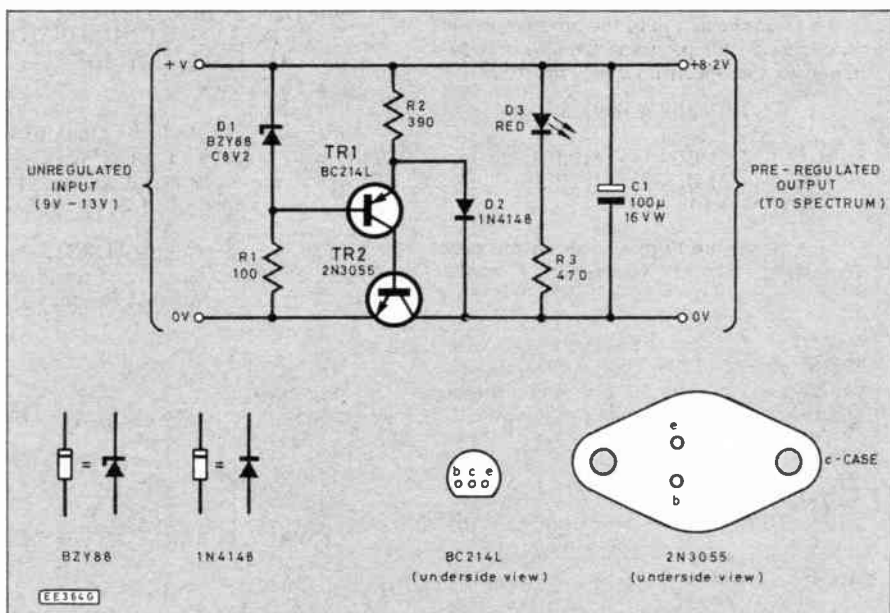 +V
+8·2V
D1
BZY88
C8V2
R2
390
D3
RED
TR1
BC214L
UNREGULATED
INPUT
(9V – 13V)
D2
1N4148
C1
100μ
16VW
PRE-REGULATED
OUTPUT
(TO SPECTRUM)
R1
100
TR2
2N3055
R3
470
0V
0V
e
b c e
c-CASE
=
=
b
BZY88
1N4148
BC214L
(underside view)
2N3055
(underside view)
EE364G